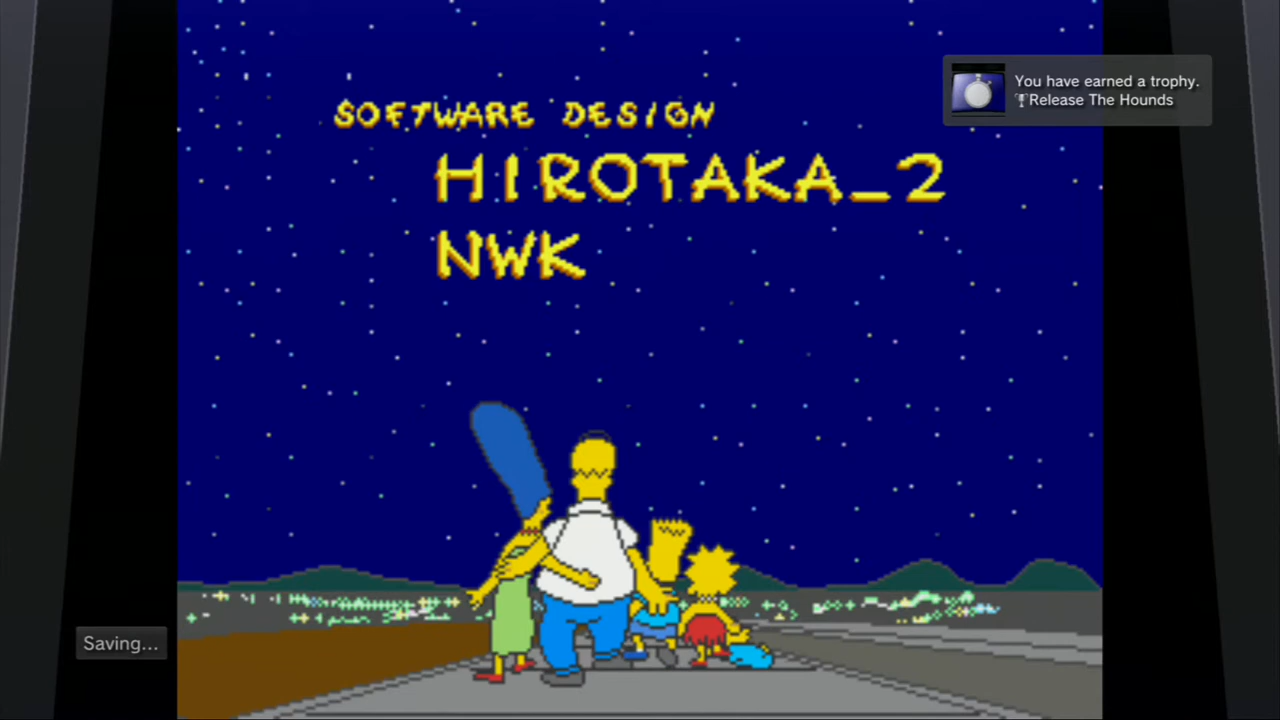 SOFTWARE DESIGN
HIROTAKA_2
NWK
You have earned a trophy.
Release The Hounds
Saving...